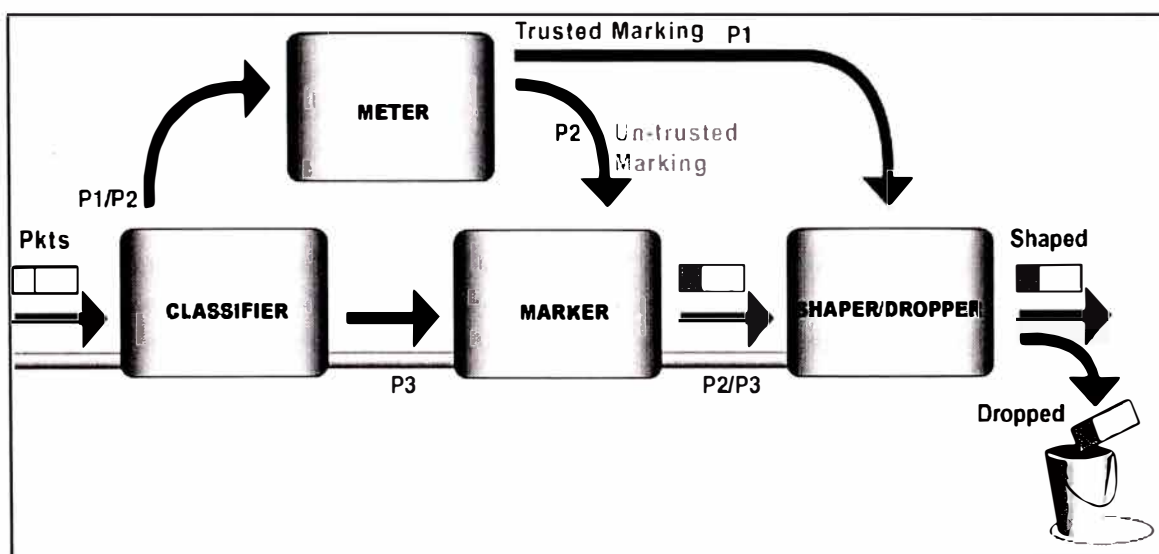 Trusted Marking P1
METER
P2 Un-trusted
Marking
P1/P2
Pkts
Shaped
CLASSIFIER
MARKER
SHAPER/DROPPER
P3
P2/P3
Dropped